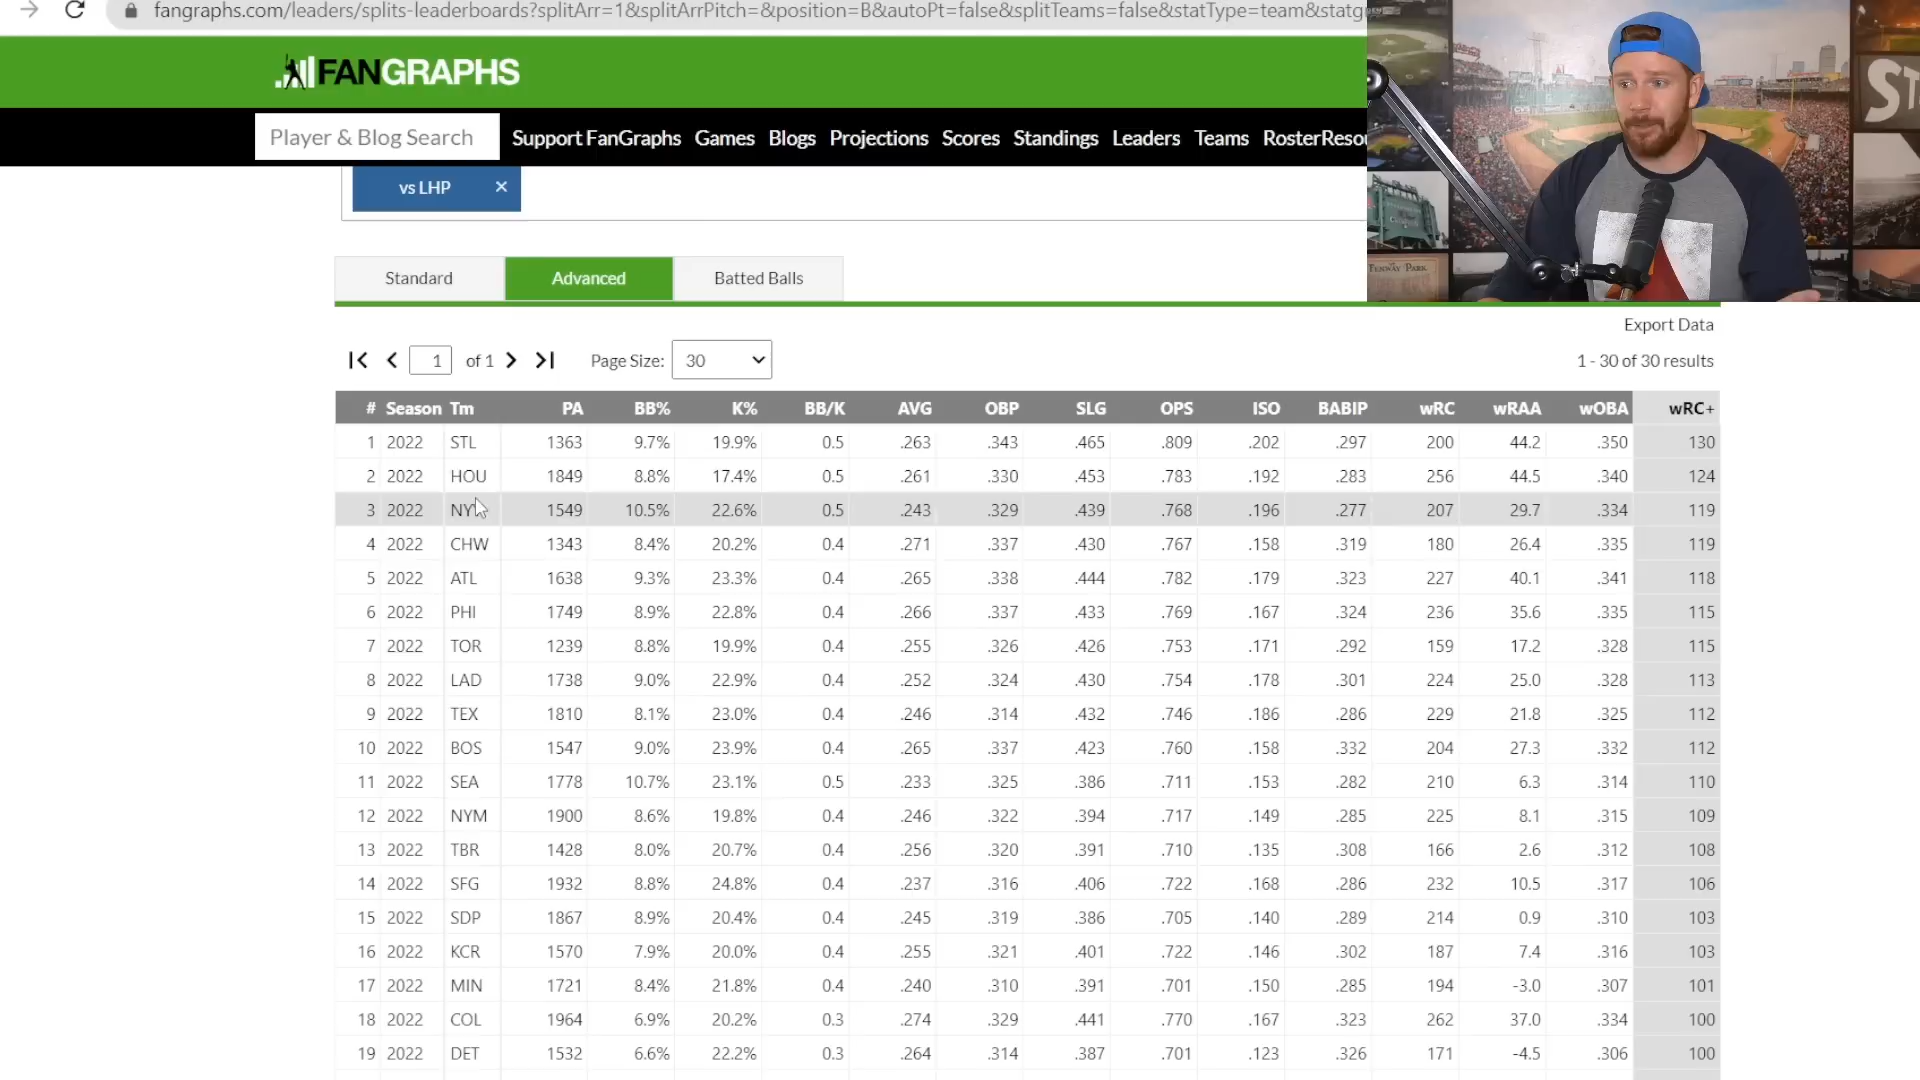 fangraphs.com/leaders/splits-leaderboards?splitArr=1&splitArrPitch=&position=B&autoPt=false&splitTeams=false&statType=team&statg
FANGRAPHS
Player & Blog Search Support FanGraphs Games Blogs Projections Scores Standings Leaders Teams RosterResou
vs LHP ×
FENWAY PARK
ST
Standard Advanced Batted Balls
Export Data
1 of 1 Page Size: 30 1 - 30 of 30 results
# Season Tm PA BB% K% BB/K AVG OBP SLG OPS ISO BABIP wRC wRAA wOBA wRC+
1 2022 STL 1363 9.7% 19.9% 0.5 .263 .343 .465 .809 .202 .297 200 44.2 .350 130
2 2022 HOU 1849 8.8% 17.4% 0.5 .261 .330 .453 .783 .192 .283 256 44.5 .340 124
3 2022 NY 1549 10.5% 22.6% 0.5 .243 .329 .439 .768 .196 .277 207 29.7 .334 119
4 2022 CHW 1343 8.4% 20.2% 0.4 .271 .337 .430 .767 .158 .319 180 26.4 .335 119
5 2022 ATL 1638 9.3% 23.3% 0.4 .265 .338 .444 .782 .179 .323 227 40.1 .341 118
6 2022 PHI 1749 8.9% 22.8% 0.4 .266 .337 .433 .769 .167 .324 236 35.6 .335 115
7 2022 TOR 1239 8.8% 19.9% 0.4 .255 .326 .426 .753 .171 .292 159 17.2 .328 115
8 2022 LAD 1738 9.0% 22.9% 0.4 .252 .324 .430 .754 .178 .301 224 25.0 .328 113
9 2022 TEX 1810 8.1% 23.0% 0.4 .246 .314 .432 .746 .186 .286 229 21.8 .325 112
10 2022 BOS 1547 9.0% 23.9% 0.4 .265 .337 .423 .760 .158 .332 204 27.3 .332 112
11 2022 SEA 1778 10.7% 23.1% 0.5 .233 .325 .386 .711 .153 .282 210 6.3 .314 110
12 2022 NYM 1900 8.6% 19.8% 0.4 .246 .322 .394 .717 .149 .285 225 8.1 .315 109
13 2022 TBR 1428 8.0% 20.7% 0.4 .256 .320 .391 .710 .135 .308 166 2.6 .312 108
14 2022 SFG 1932 8.8% 24.8% 0.4 .237 .316 .406 .722 .168 .286 232 10.5 .317 106
15 2022 SDP 1867 8.9% 20.4% 0.4 .245 .319 .386 .705 .140 .289 214 0.9 .310 103
16 2022 KCR 1570 7.9% 20.0% 0.4 .255 .321 .401 .722 .146 .302 187 7.4 .316 103
17 2022 MIN 1721 8.4% 21.8% 0.4 .240 .310 .391 .701 .150 .285 194 -3.0 .307 101
18 2022 COL 1964 6.9% 20.2% 0.3 .274 .329 .441 .770 .167 .323 262 37.0 .334 100
19 2022 DET 1532 6.6% 22.2% 0.3 .264 .314 .387 .701 .123 .326 171 -4.5 .306 100